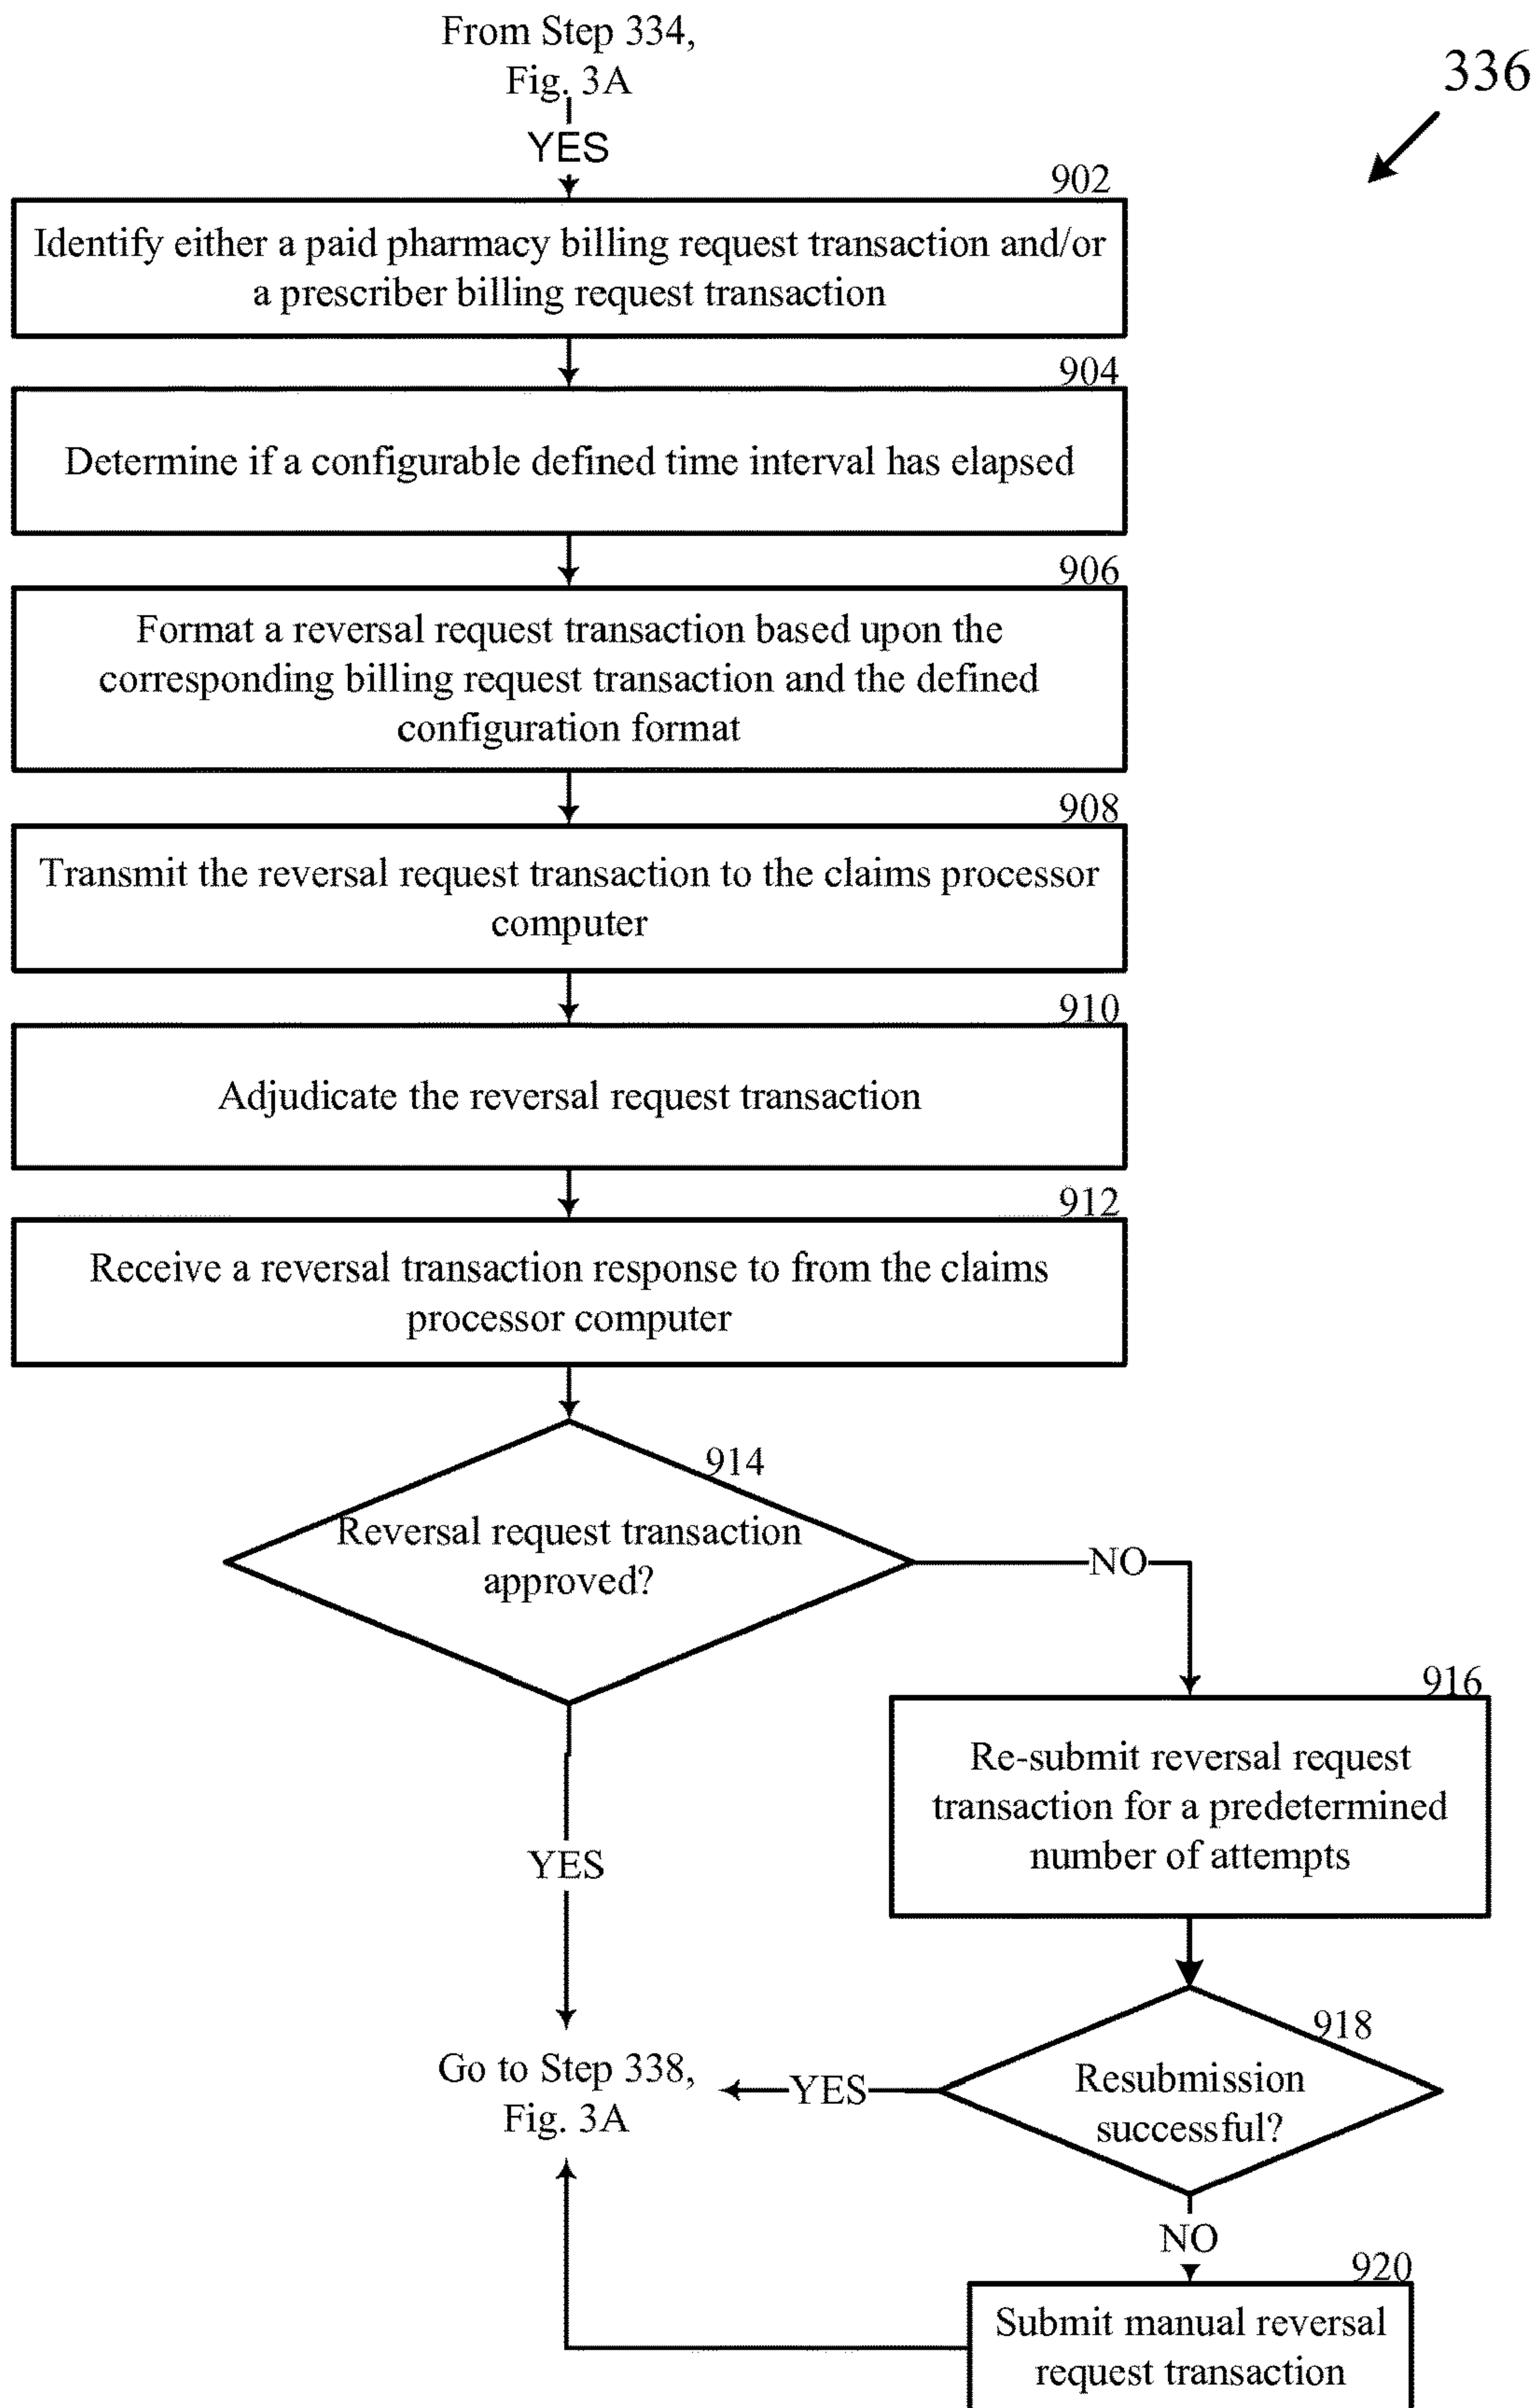 From Step 334,
Fig. 3A
336
YES
902
Identify either a paid pharmacy billing request transaction and/or
a prescriber billing request transaction
904
Determine if a configurable defined time interval has elapsed
906
Format a reversal request transaction based upon the
corresponding billing request transaction and the defined
configuration format
908
Transmit the reversal request transaction to the claims processor
computer
910
Adjudicate the reversal request transaction
912
Receive a reversal transaction response to from the claims
processor computer
914
Reversal request transaction
approved?
NO
916
Re-submit reversal request
transaction for a predetermined
number of attempts
YES
918
Resubmission
successful?
YES
Go to Step 338,
Fig. 3A
NO
920
Submit manual reversal
request transaction